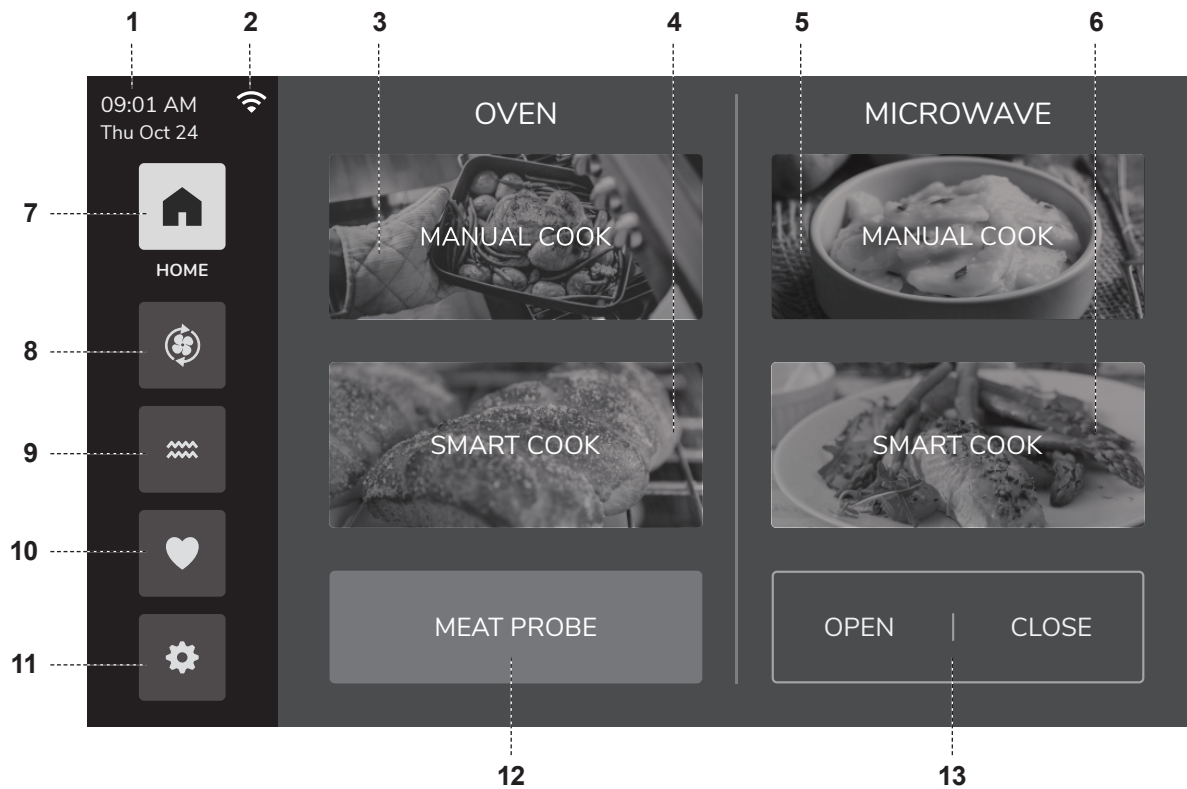 1 2 3 4 5 6
09:01 AM
Thu Oct 24
OVEN
MICROWAVE
7
HOME
MANUAL COOK
MANUAL COOK
8
9
SMART COOK
SMART COOK
10
11
MEAT PROBE
OPEN | CLOSE
12 13